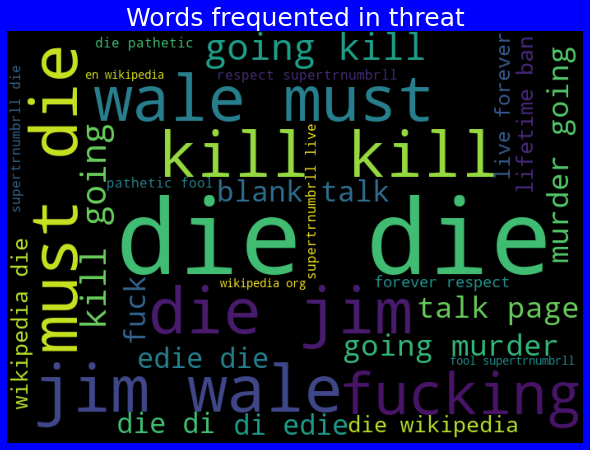 Words frequented in threat
die pathetic
going kill
en wikipedia
respect supertrnumbrll
wale must
must die
supertrnumbrll die
live forever
lifetime ban
murder going
kill kill
kill going
pathetic fool
blank talk
supertrnumbrll live
die die
wikipedia org
forever respect
wikipedia die
fuck
die jim
talk page
going murder
edie die
fool supertrnumbrll
jim wale
fucking
die di
di edie
die wikipedia